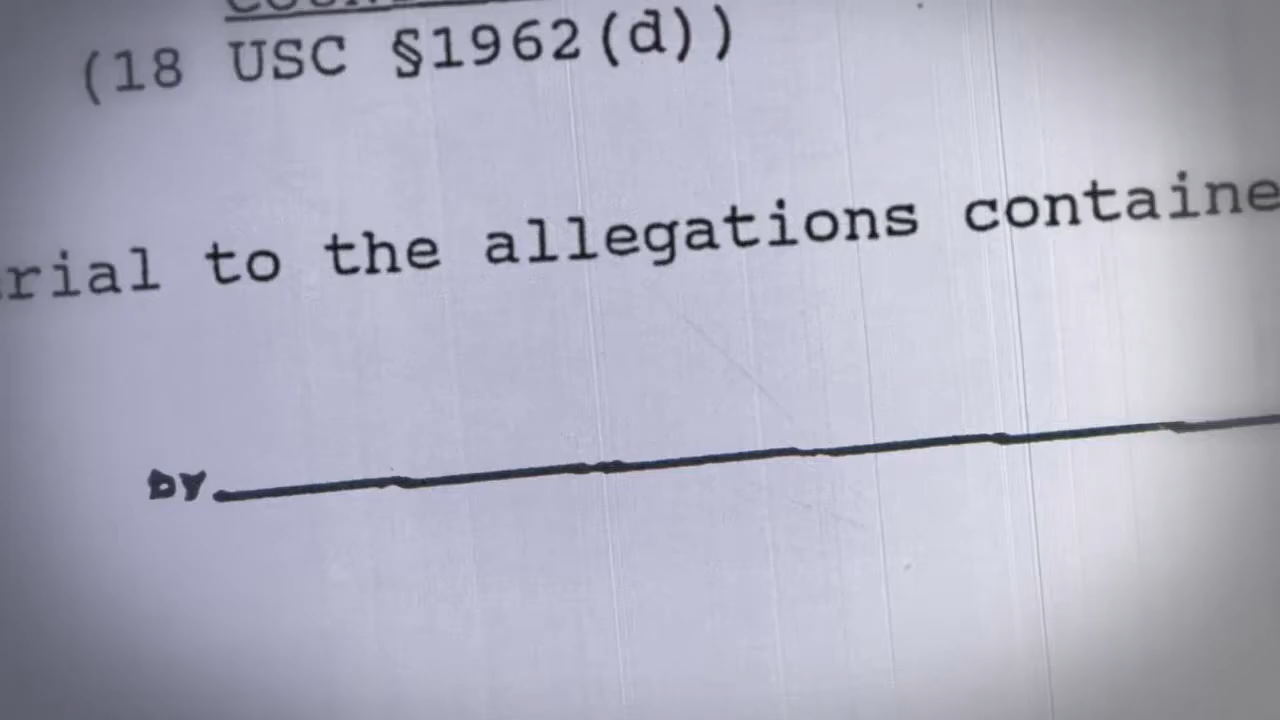 (18 USC §1962(d))
rial to the allegations containe
by